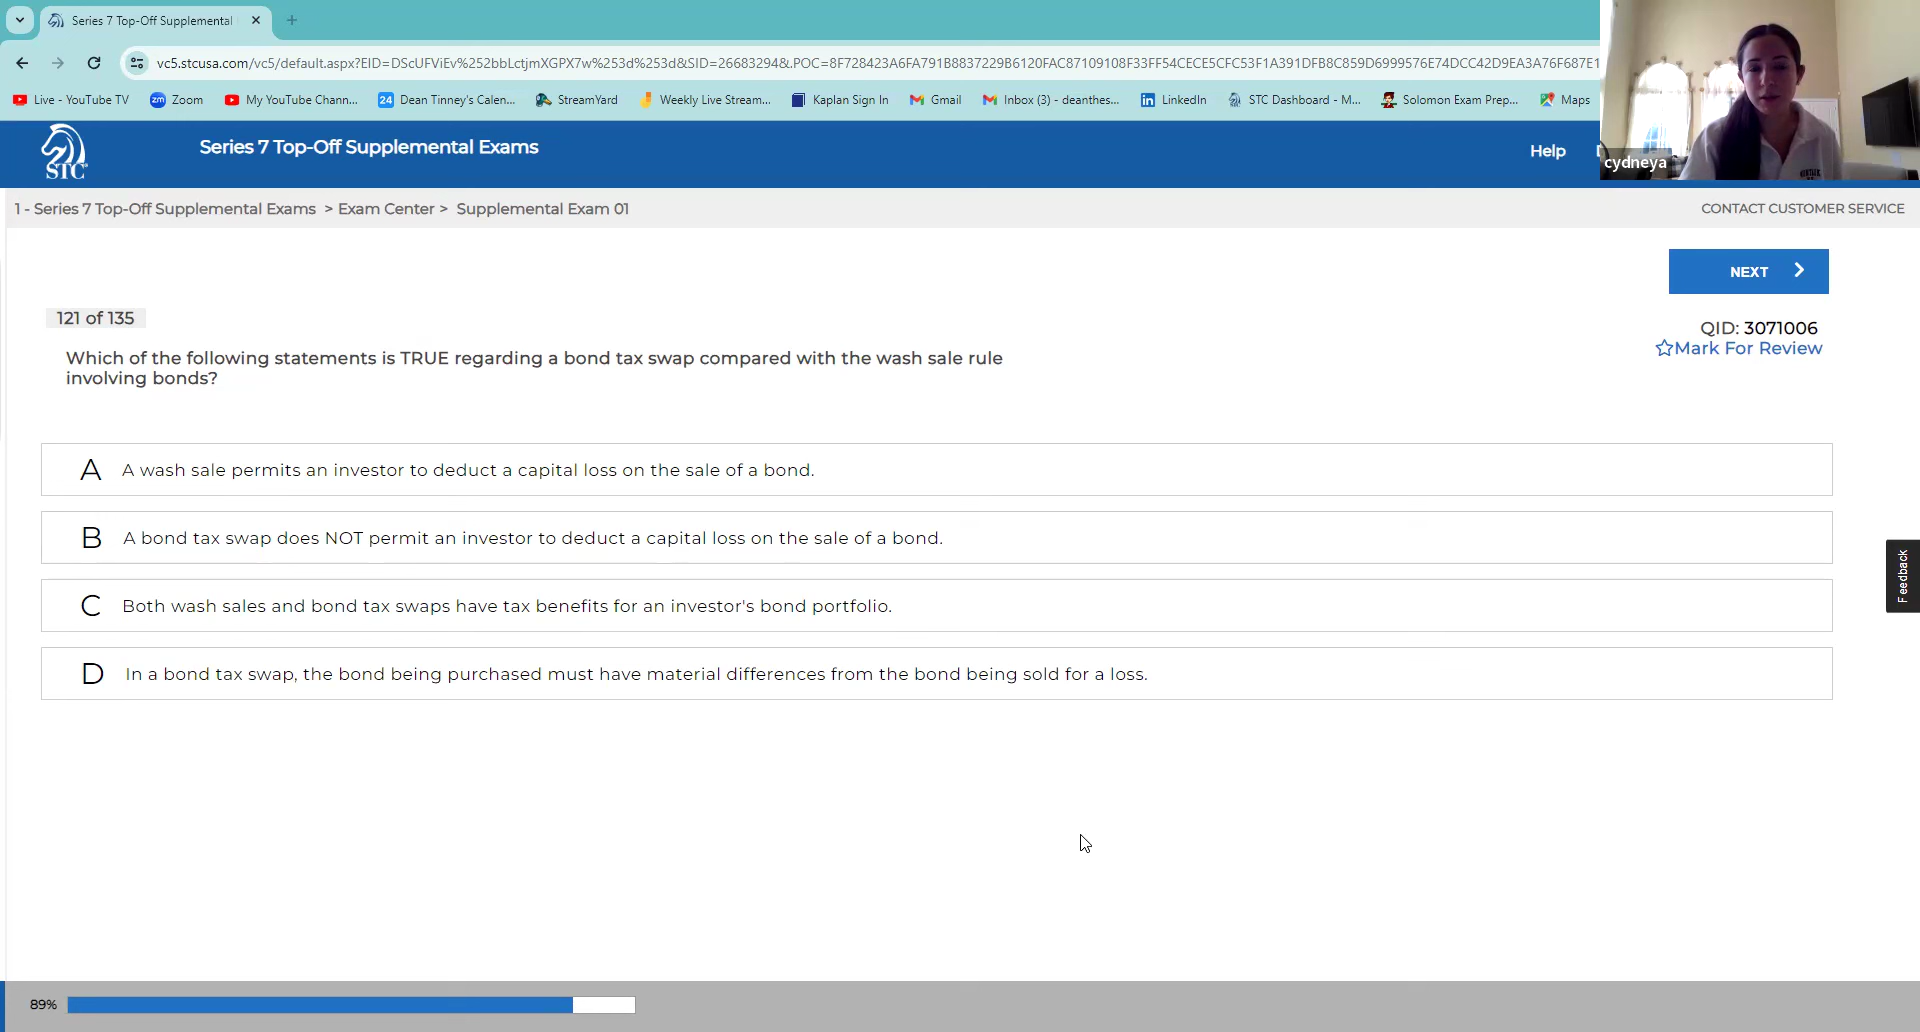 Series 7 Top-Off Supplemental
vc5.stcusa.com/vc5/default.aspx?EID=DScUFViEv%252bbLctjmXGPX7w%253d%253d&SID=26683294&.POC=8F728423A6FA791B8837229B6120FAC87109108F33FF54CECE5CFC53F1A391DFB8C859D6999576E74DCC42D9EA3A76F687E1
Live - YouTube TV
Zoom
My YouTube Chann...
24 Dean Tinney's Calen...
StreamYard
Weekly Live Stream...
Kaplan Sign In
Gmail
Inbox (3) - deanthes...
LinkedIn
STC Dashboard - M...
Solomon Exam Prep...
Maps
STC
Series 7 Top-Off Supplemental Exams
Help
cydneya
1 - Series 7 Top-Off Supplemental Exams > Exam Center > Supplemental Exam 01
CONTACT CUSTOMER SERVICE
NEXT
121 of 135
QID: 3071006
Mark For Review
Which of the following statements is TRUE regarding a bond tax swap compared with the wash sale rule
involving bonds?
A A wash sale permits an investor to deduct a capital loss on the sale of a bond.
B A bond tax swap does NOT permit an investor to deduct a capital loss on the sale of a bond.
C Both wash sales and bond tax swaps have tax benefits for an investor's bond portfolio.
D In a bond tax swap, the bond being purchased must have material differences from the bond being sold for a loss.
Feedback
89%